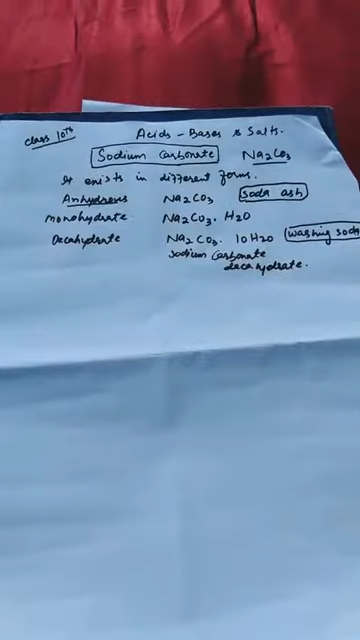 class 10th
Acids - Bases & Salts.
Sodium Carbonate Na2CO3
It exists in different forms.
Anhydrous Na2CO3 Soda ash
Monohydrate Na2CO3. H2O
Decahydrate Na2CO3. 10H2O washing soda
Sodium Carbonate
decahydrate.